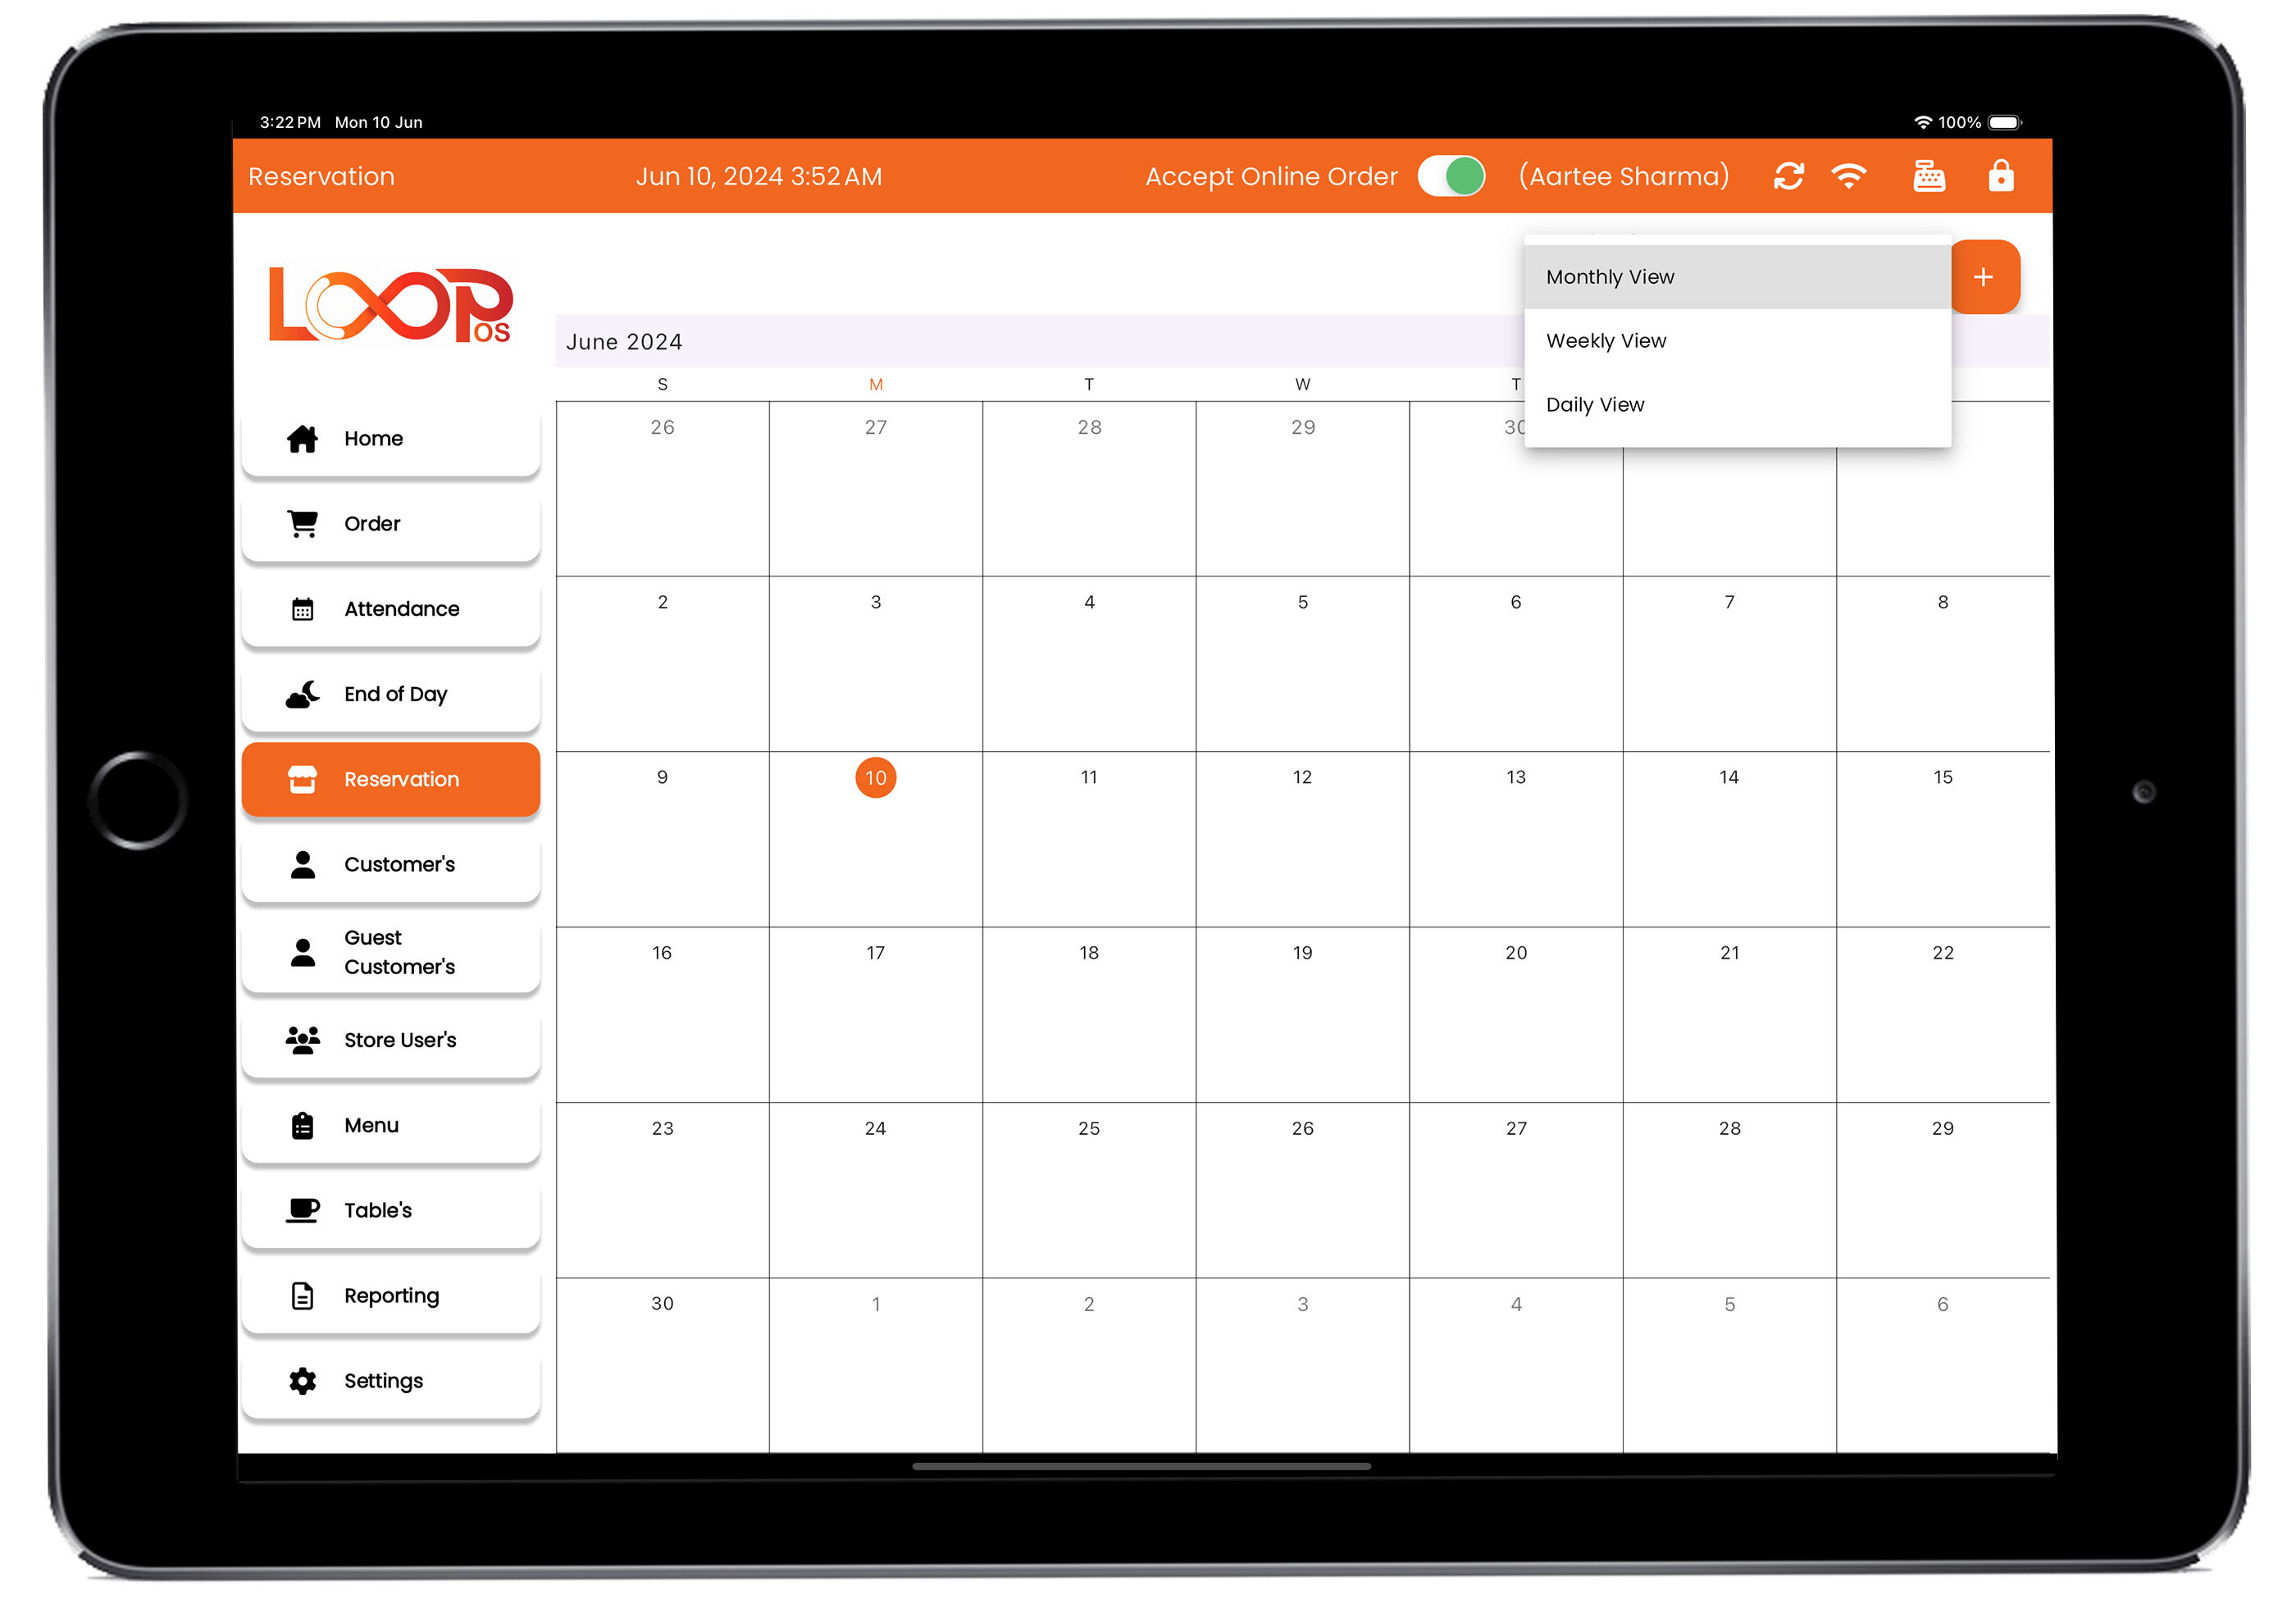 3:22 PM Mon 10 Jun 100%
Reservation Jun 10, 2024 3:52 AM Accept Online Order (Aartee Sharma)
LOOP OS
Home
Order
Attendance
End of Day
Reservation
Customer's
Guest
Customer's
Store User's
Menu
Table's
Reporting
Settings
Monthly View
Weekly View
Daily View
+
June 2024
S M T W T
26 27 28 29 30
2 3 4 5 6 7 8
9 10 11 12 13 14 15
16 17 18 19 20 21 22
23 24 25 26 27 28 29
30 1 2 3 4 5 6